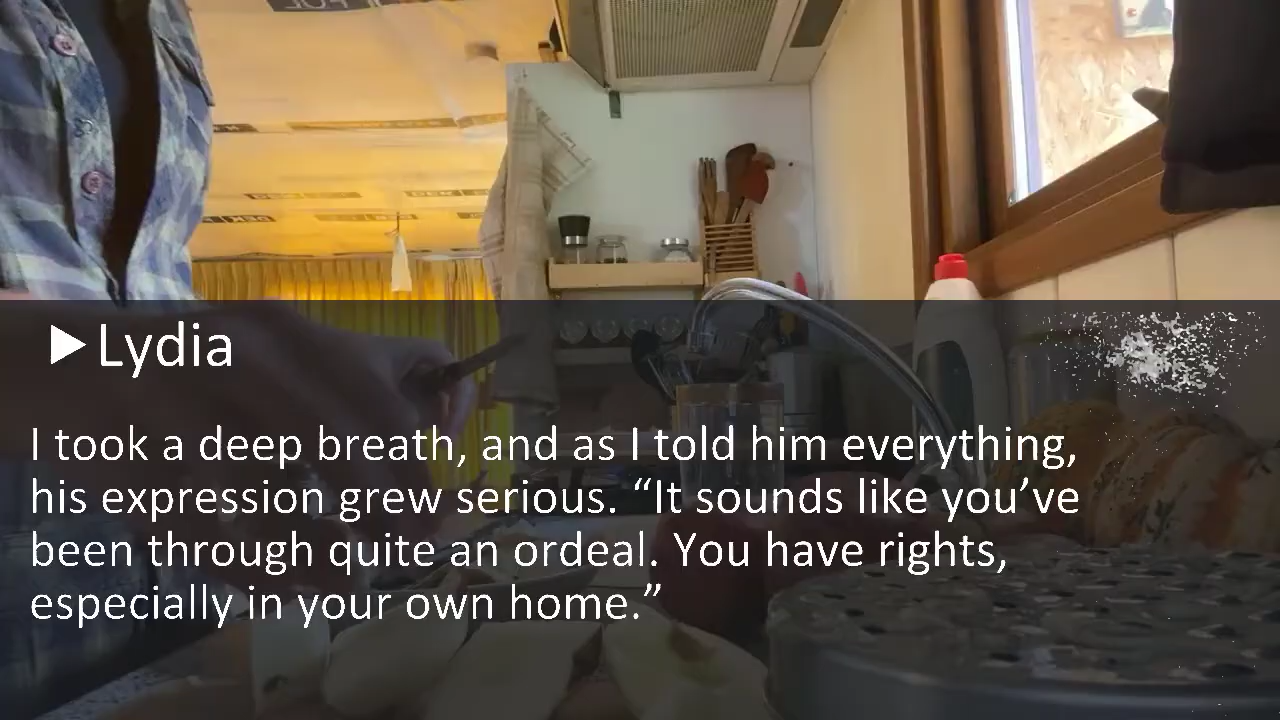 ▶Lydia
I took a deep breath, and as I told him everything,
his expression grew serious. “It sounds like you’ve
been through quite an ordeal. You have rights,
especially in your own home.”